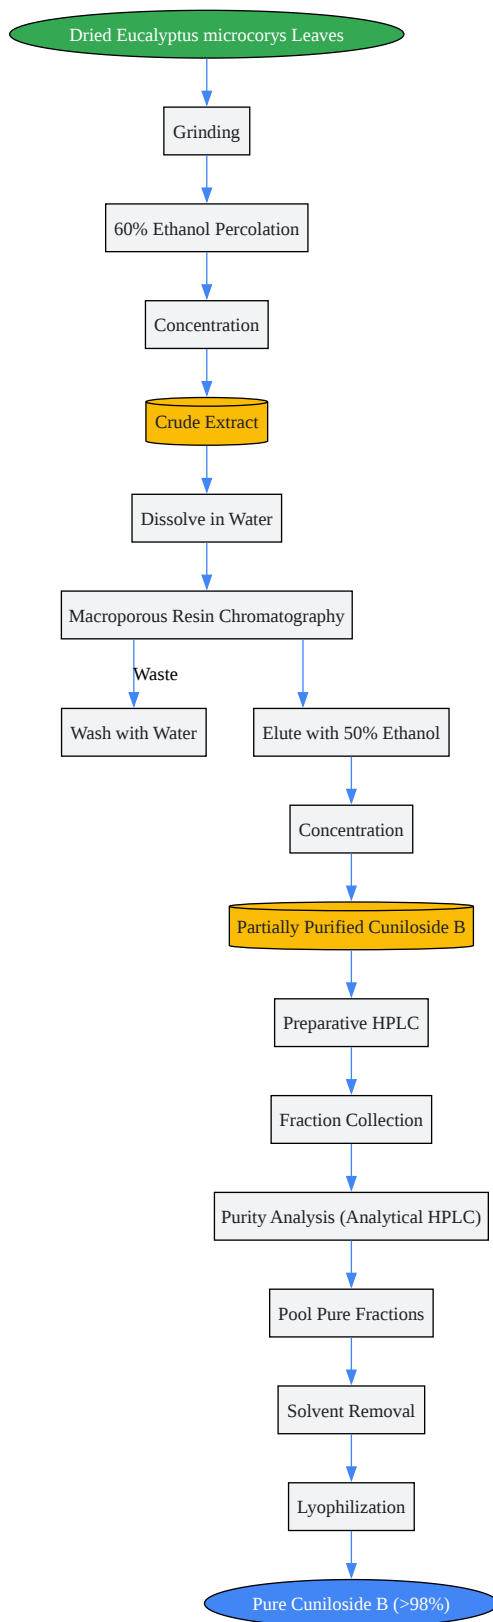 Dried Eucalyptus microcorys Leaves
Grinding
60% Ethanol Percolation
Concentration
Crude Extract
Dissolve in Water
Macroporous Resin Chromatography
Waste
Wash with Water
Elute with 50% Ethanol
Concentration
Partially Purified Cuniloside B
Preparative HPLC
Fraction Collection
Purity Analysis (Analytical HPLC)
Pool Pure Fractions
Solvent Removal
Lyophilization
Pure Cuniloside B (>98%)